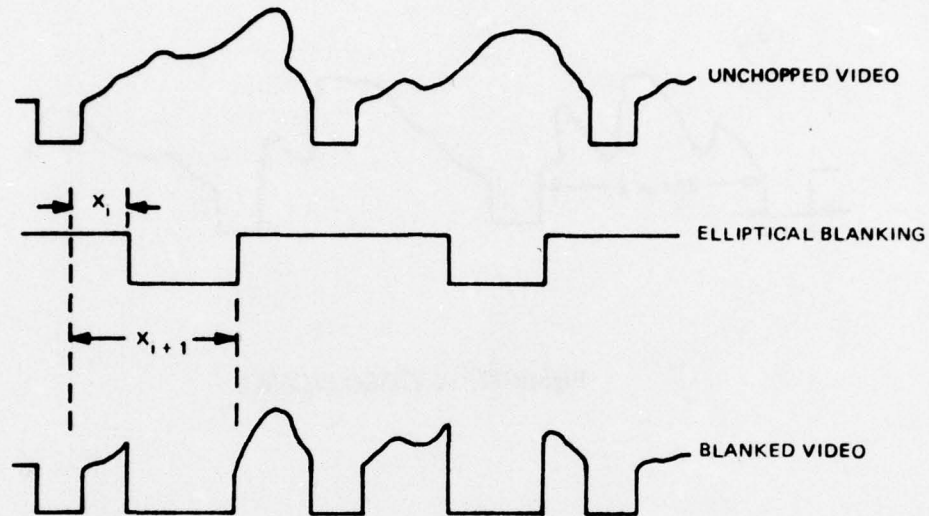 UNCHOPPED VIDEO
X i
ELLIPTICAL BLANKING
X i + 1
BLANKED VIDEO